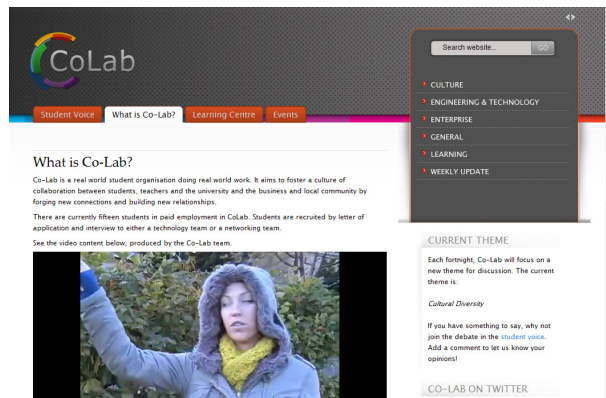 CoLab
Search website...
GO
CULTURE
ENGINEERING & TECHNOLOGY
ENTERPRISE
GENERAL
LEARNING
WEEKLY UPDATE
Student Voice
What is Co-Lab?
Learning Centre
Events
What is Co-Lab?
Co-Lab is a real world student organisation doing real world work. It aims to foster a culture of
collaboration between students, teachers and the university and the business and local community by
forging new connections and building new relationships.
There are currently fifteen students in paid employment in CoLab. Students are recruited by letter of
application and interview to either a technology team or a networking team.
See the video content below, produced by the Co-Lab team.
CURRENT THEME
Each fortnight, Co-Lab will focus on a
new theme for discussion. The current
theme is:
Cultural Diversity
If you have something to say, why not
join the debate in the student voice.
Add a comment to let us know your
opinions!
CO-LAB ON TWITTER